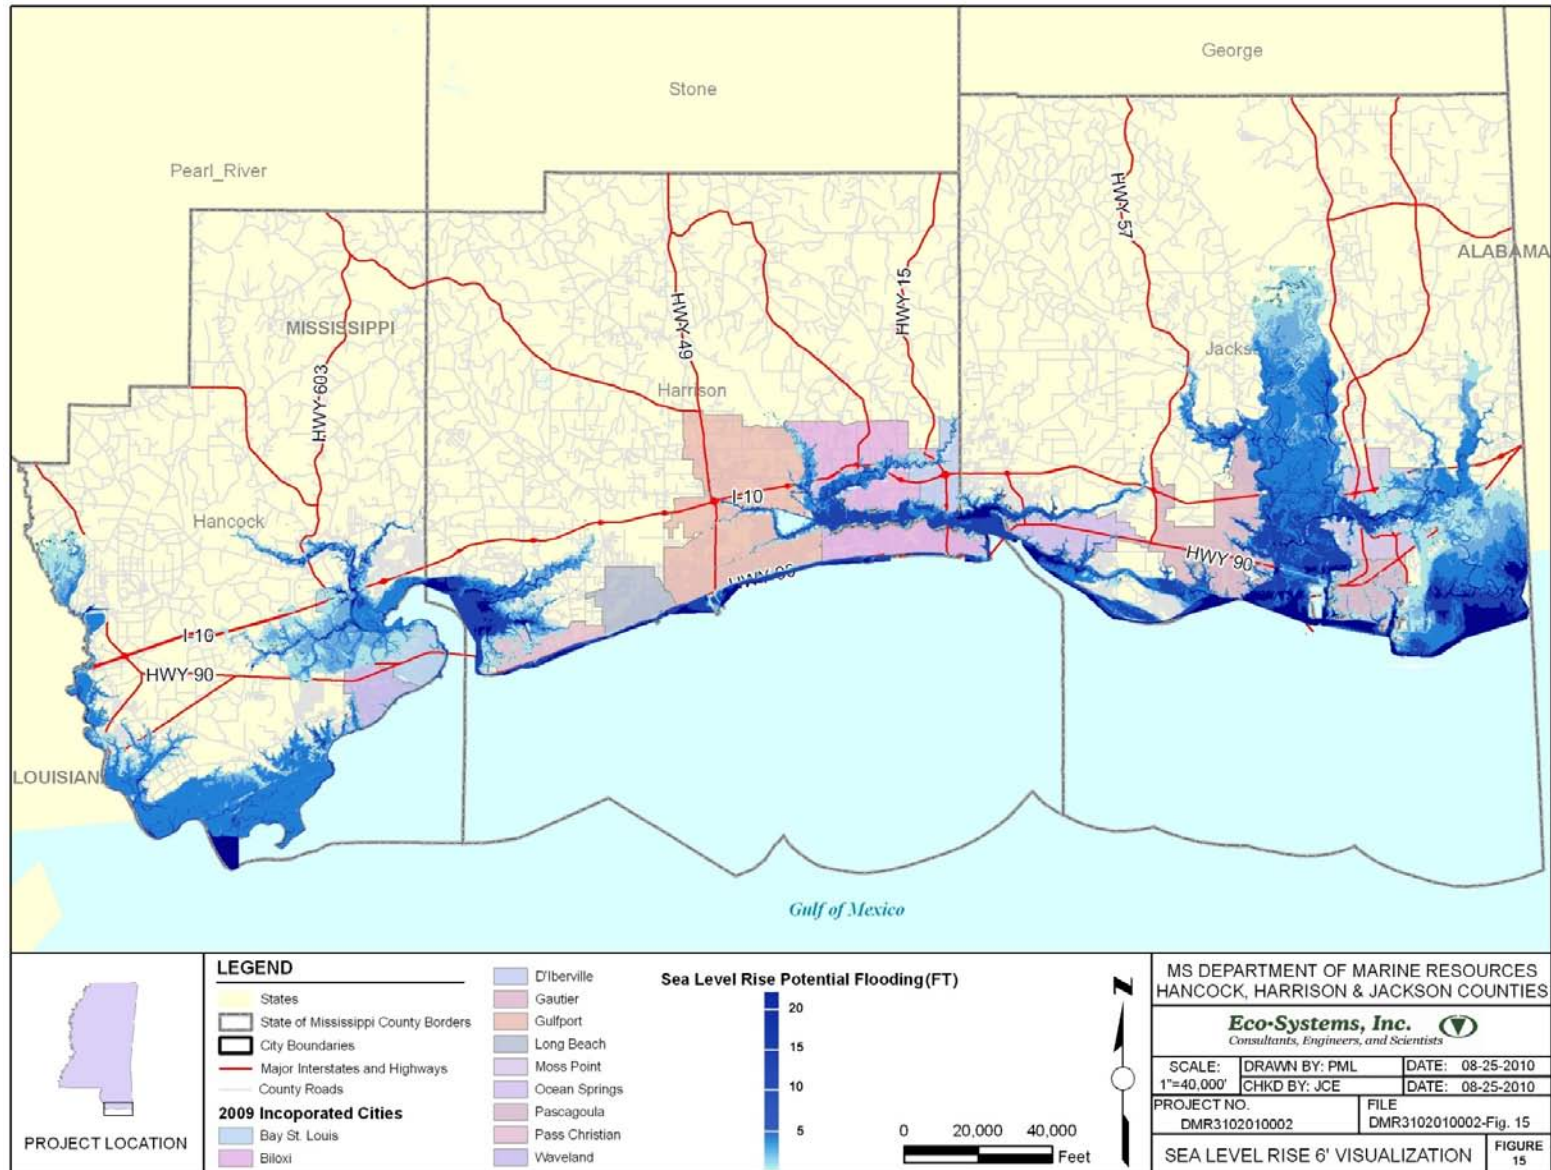 George
Stone
Pearl_River
HWY-57
ALABAMA
HWY-15
MISSISSIPPI
HWY-49
Jacks
HWY-603
Harrison
I-10
Hancock
HWY 90
I-10
HWY-90
LOUISIAN
Gulf of Mexico
PROJECT LOCATION
LEGEND
States
State of Mississippi County Borders
City Boundaries
Major Interstates and Highways
County Roads
2009 Incoporated Cities
Bay St. Louis
Biloxi
D'Iberville
Gautier
Gulfport
Long Beach
Moss Point
Ocean Springs
Pascagoula
Pass Christian
Waveland
Sea Level Rise Potential Flooding(FT)
20
15
10
5
N
0 20,000 40,000
Feet
MS DEPARTMENT OF MARINE RESOURCES
HANCOCK, HARRISON & JACKSON COUNTIES
Eco-Systems, Inc.
Consultants, Engineers, and Scientists
SCALE: DRAWN BY: PML DATE: 08-25-2010
1"=40,000' CHKD BY: JCE DATE: 08-25-2010
PROJECT NO. FILE
DMR3102010002 DMR3102010002-Fig. 15
SEA LEVEL RISE 6' VISUALIZATION FIGURE
15